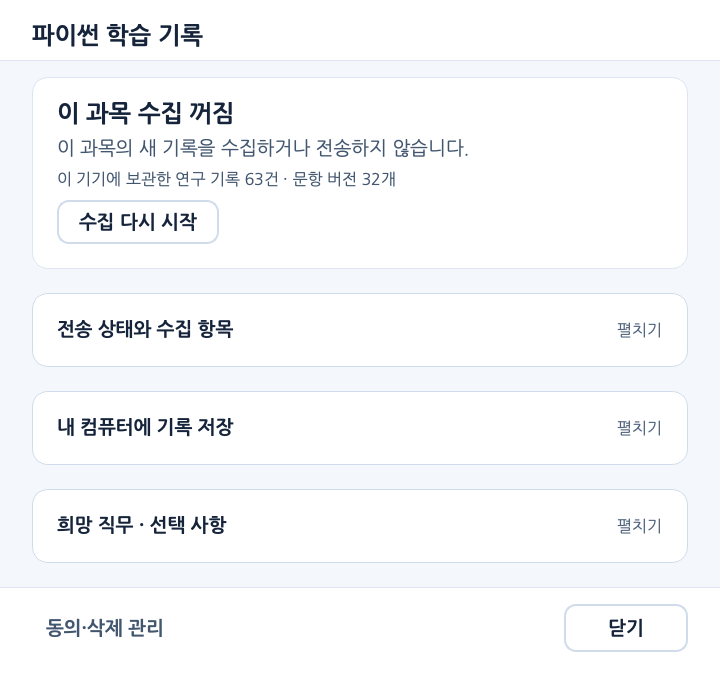 파이썬 학습 기록
이 과목 수집 꺼짐
이 과목의 새 기록을 수집하거나 전송하지 않습니다.
이 기기에 보관한 연구 기록 63건 · 문항 버전 32개
수집 다시 시작
전송 상태와 수집 항목
펼치기
내 컴퓨터에 기록 저장
펼치기
희망 직무 · 선택 사항
펼치기
동의·삭제 관리
닫기